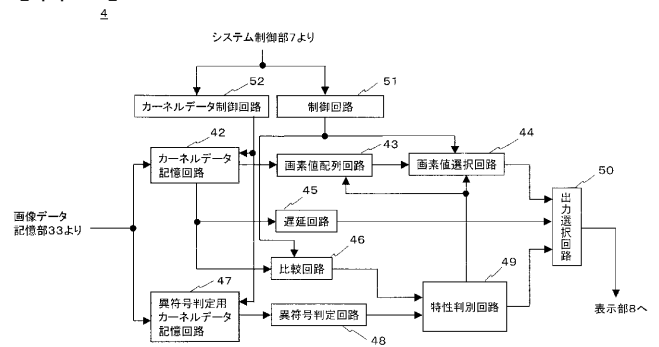 4
システム制御部7より
52
51
カーネルデータ制御回路
制御回路
42
43
44
カーネルデータ
記憶回路
画素値配列回路
画素値選択回路
50
出力選択回路
45
画像データ
記憶部33より
遅延回路
46
比較回路
47
49
異符号判定用
カーネルデータ
記憶回路
異符号判定回路
特性判別回路
48
表示部8へ